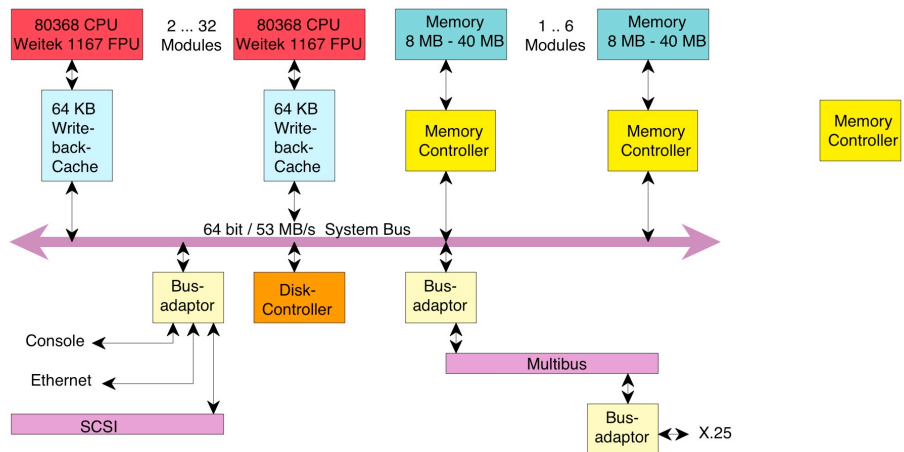 80368 CPU
Weitek 1167 FPU
2 ... 32
Modules
80368 CPU
Weitek 1167 FPU
Memory
8 MB - 40 MB
1 .. 6
Modules
Memory
8 MB - 40 MB
64 KB
Write-
back-
Cache
64 KB
Write-
back-
Cache
Memory
Controller
Memory
Controller
Memory
Controller
64 bit / 53 MB/s System Bus
Bus-
adaptor
Disk-
Controller
Bus-
adaptor
Console
Ethernet
SCSI
Multibus
Bus-
adaptor
X.25